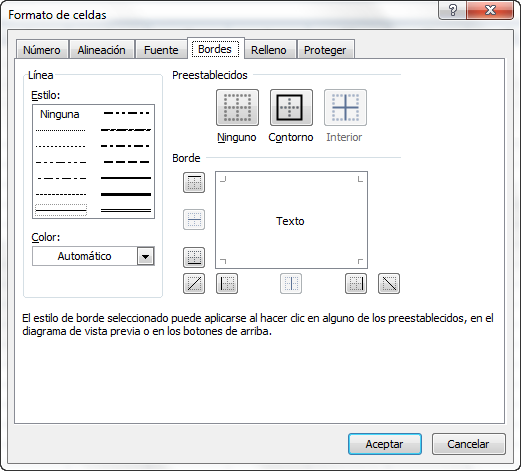 Formato de celdas
Número Alineación Fuente Bordes Relleno Proteger
Línea
Estilo:
Ninguna
Color:
Automático
Preestablecidos
Ninguno Contorno Interior
Borde
Texto
El estilo de borde seleccionado puede aplicarse al hacer clic en alguno de los preestablecidos, en el
diagrama de vista previa o en los botones de arriba.
Aceptar Cancelar